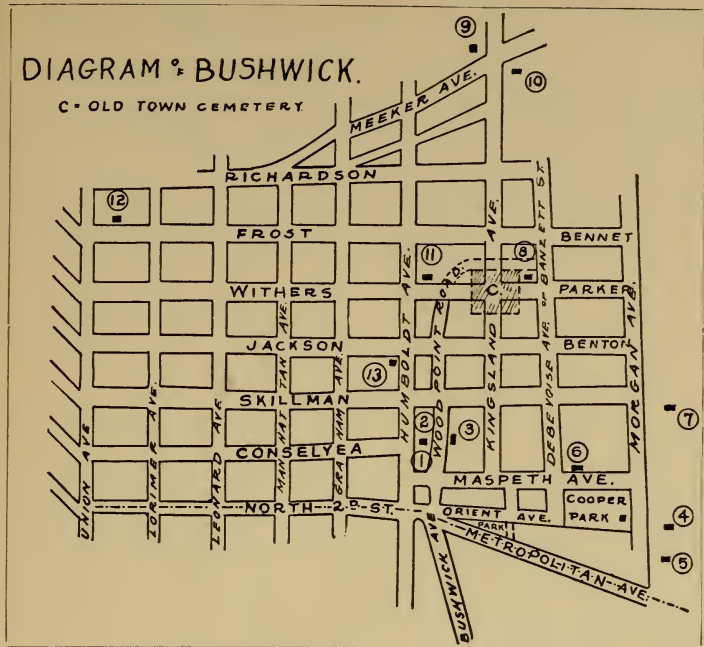 DIAGRAM OF BUSHWICK.
C = OLD TOWN CEMETERY.
9
10
MEEKER AVE.
RICHARDSON
12
FROST
BENNET
11
8
WITHERS
C
PARKER
JACKSON
BENTON
13
SKILLMAN
7
2
3
CONSELYEA
1
6
MASPETH AVE.
COOPER
PARK
ORIENT AVE.
PARK
4
5
NORTH 2D ST.
METROPOLITAN AVE.
BUSHWICK AVE
UNION AVE
LORIMER AVE.
LEONARD AVE
MANHATTAN AVE.
GRAHAM AVE.
HUMBOLDT AVE.
WOOD POINT ROAD
KINGSLAND AVE.
DEBEVOISE AVE. OF BANZETT ST.
MORGAN AVE.